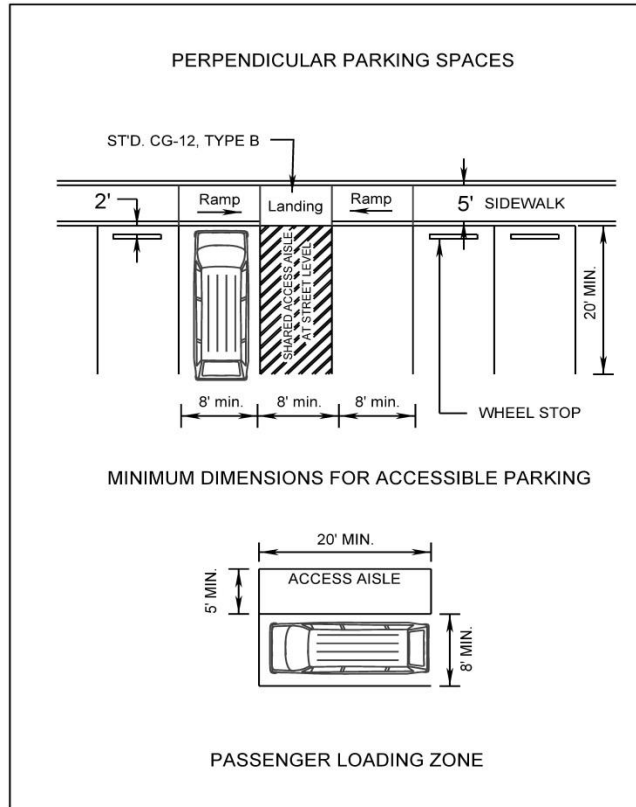 PERPENDICULAR PARKING SPACES
ST'D. CG-12, TYPE B
2'
Ramp
Landing
Ramp
5' SIDEWALK
SHARED ACCESS AISLE
AT STREET LEVEL
20' MIN.
8' min.
8' min.
8' min.
WHEEL STOP
MINIMUM DIMENSIONS FOR ACCESSIBLE PARKING
20' MIN.
ACCESS AISLE
5' MIN.
8' MIN.
PASSENGER LOADING ZONE